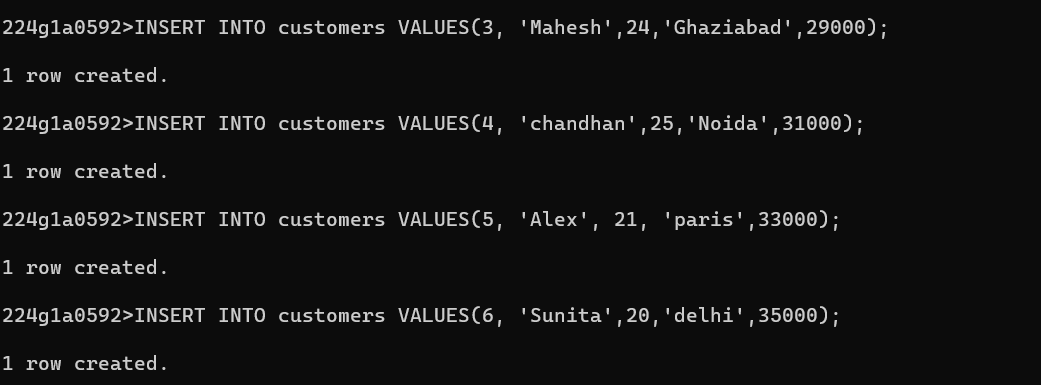 224g1a0592>INSERT INTO customers VALUES(3, 'Mahesh',24,'Ghaziabad',29000);
1 row created.
224g1a0592>INSERT INTO customers VALUES(4, 'chandhan',25,'Noida',31000);
1 row created.
224g1a0592>INSERT INTO customers VALUES(5, 'Alex', 21, 'paris',33000);
1 row created.
224g1a0592>INSERT INTO customers VALUES(6, 'Sunita',20,'delhi',35000);
1 row created.